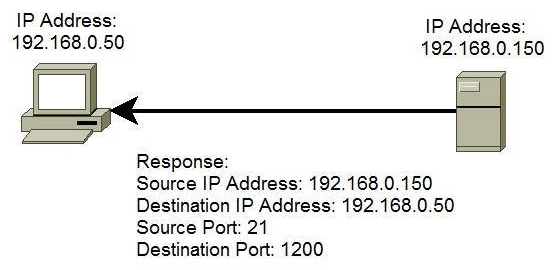 IP Address:
192.168.0.50
IP Address:
192.168.0.150
Response:
Source IP Address: 192.168.0.150
Destination IP Address: 192.168.0.50
Source Port: 21
Destination Port: 1200